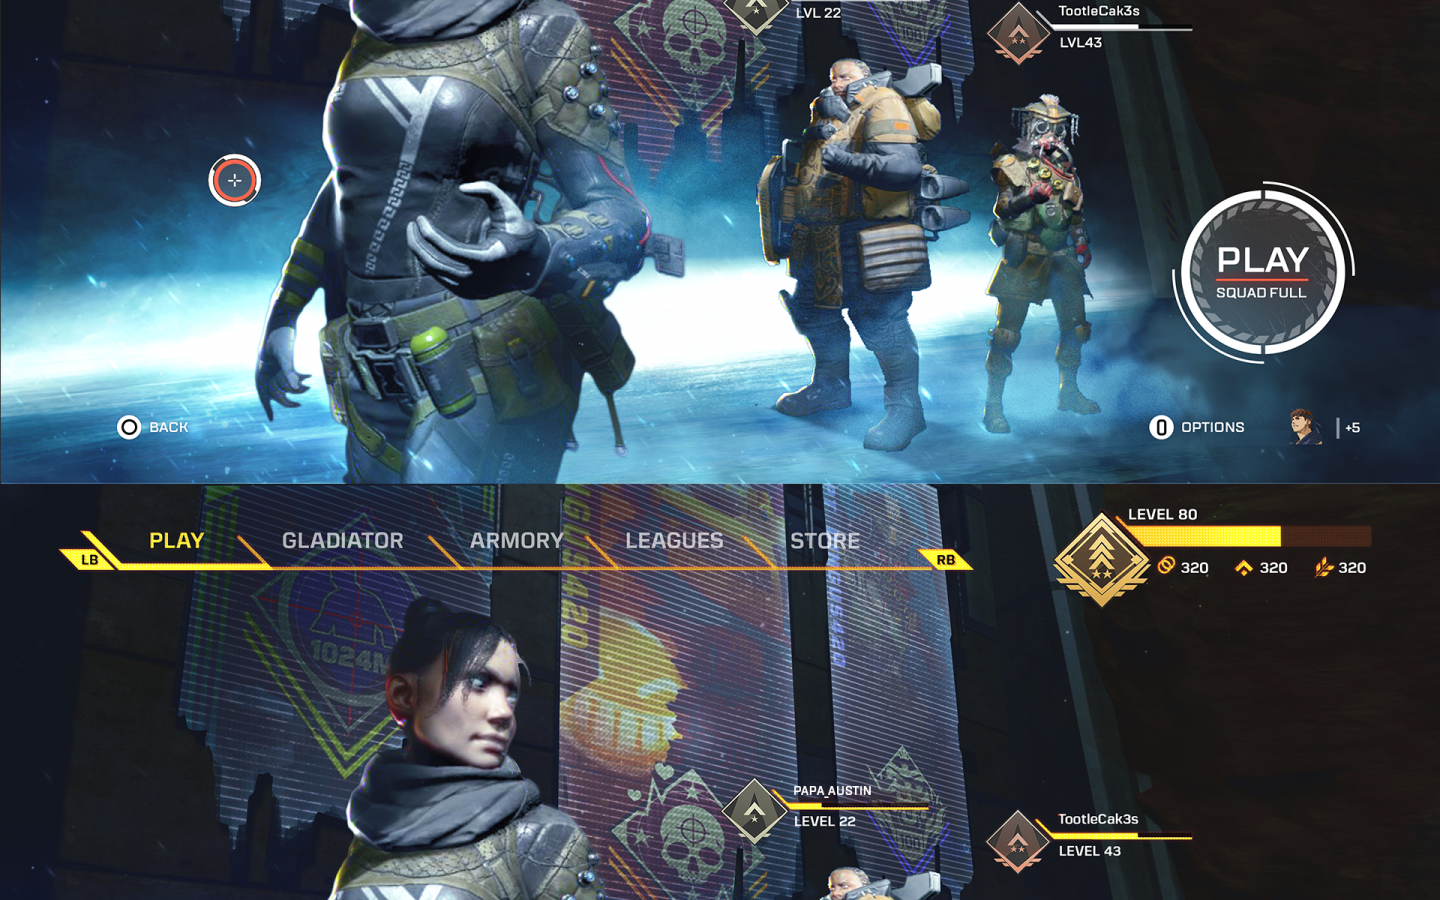 LVL 22
TootleCak3s
LVL43
PLAY
SQUAD FULL
BACK
OPTIONS
+5
LB
PLAY
GLADIATOR
ARMORY
LEAGUES
STORE
RB
LEVEL 80
320
320
320
1024M
PAPA_AUSTIN
LEVEL 22
TootleCak3s
LEVEL 43